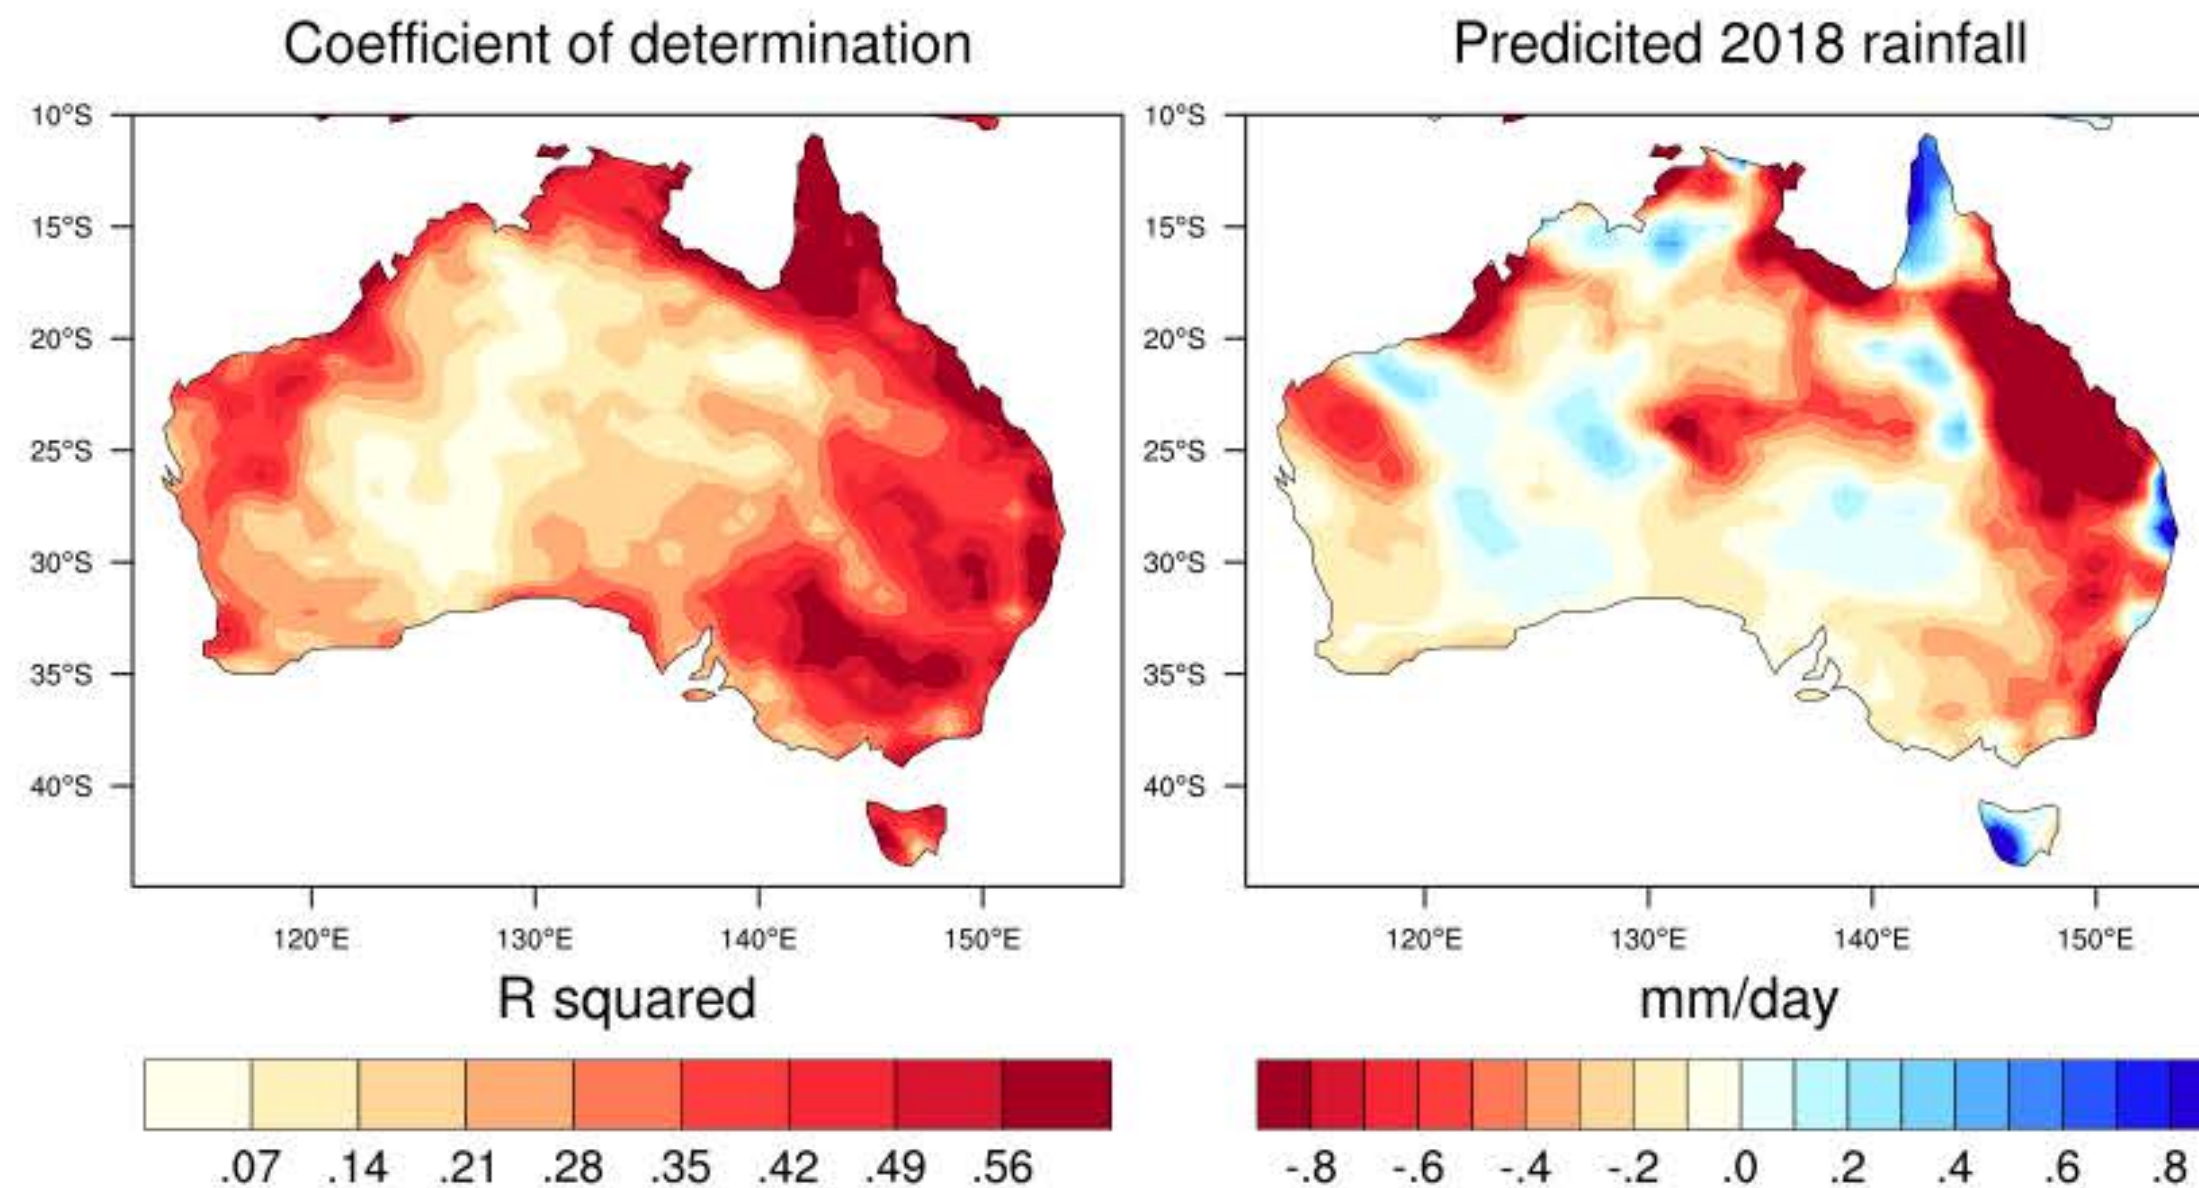 Coefficient of determination
10°S
15°S
20°S
25°S
30°S
35°S
40°S
120°E 130°E 140°E 150°E
R squared
.07 .14 .21 .28 .35 .42 .49 .56
Predicited 2018 rainfall
10°S
15°S
20°S
25°S
30°S
35°S
40°S
120°E 130°E 140°E 150°E
mm/day
-.8 -.6 -.4 -.2 .0 .2 .4 .6 .8